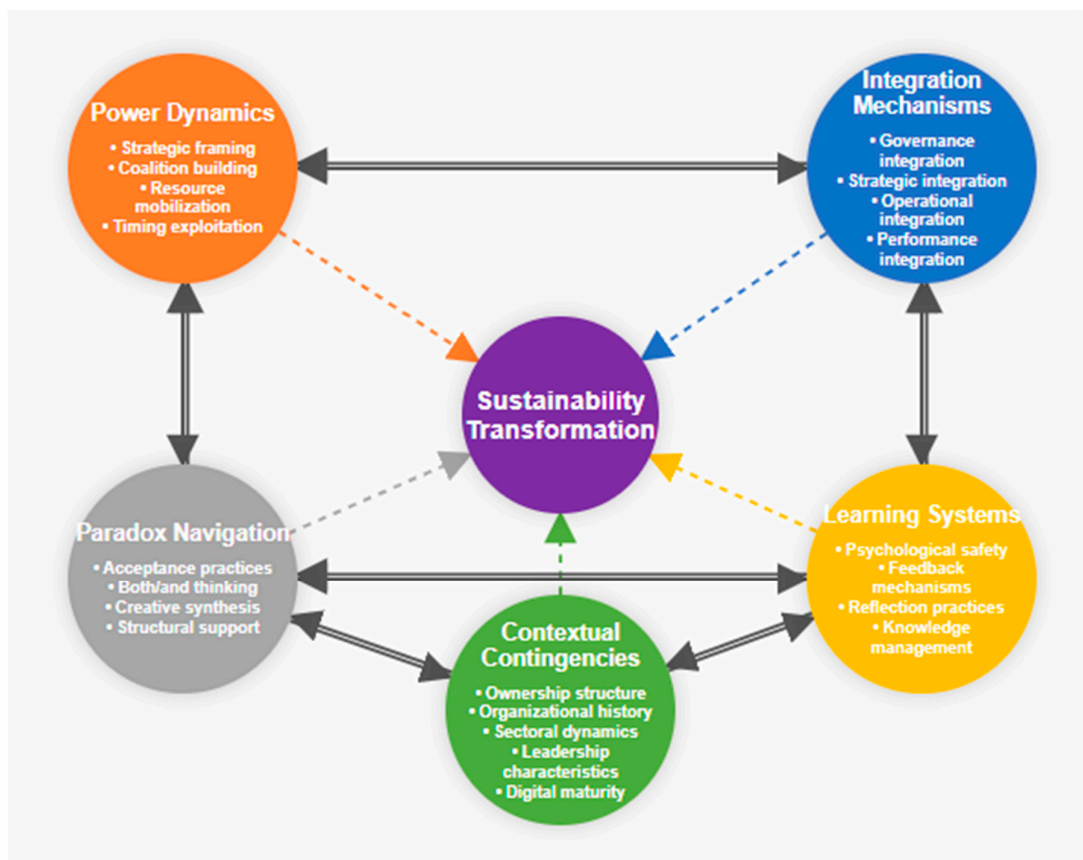 Power Dynamics
• Strategic framing
• Coalition building
• Resource
mobilization
• Timing exploitation
Integration
Mechanisms
• Governance
integration
• Strategic integration
• Operational
integration
• Performance
integration
Sustainability
Transformation
Paradox Navigation
• Acceptance practices
• Both/and thinking
• Creative synthesis
• Structural support
Learning Systems
• Psychological safety
• Feedback
mechanisms
• Reflection practices
• Knowledge
management
Contextual
Contingencies
• Ownership structure
• Organizational history
• Sectoral dynamics
• Leadership
characteristics
• Digital maturity